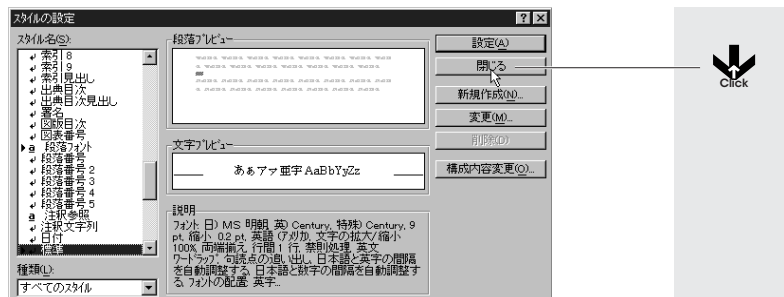 スタイルの設定
スタイル名(S):
索引 8
索引 9
索引見出し
出典目次
出典目次見出し
署名
図版目次
図表番号
a 段落フォント
段落番号
段落番号 2
段落番号 3
段落番号 4
段落番号 5
a 注釈参照
注釈文字列
日付
標準
種類(L):
すべてのスタイル
段落プレビュー
文字プレビュー
あぁアァ亜宇AaBbYyZz
説明
フォント: 日) MS 明朝, 英) Century, 特殊) Century, 9
pt, 縮小 0.2 pt, 英語 (アメリカ), 文字の拡大/縮小
100%, 両端揃え, 行間 1 行, 禁則処理, 英文
ワードラップ, 句読点の追い出し, 日本語と英字の間隔
を自動調整する, 日本語と数字の間隔を自動調整す
る, フォントの配置: 英字...
設定(A)
閉じる
新規作成(N)...
変更(M)...
削除(D)
構成内容変更(O)...
Click